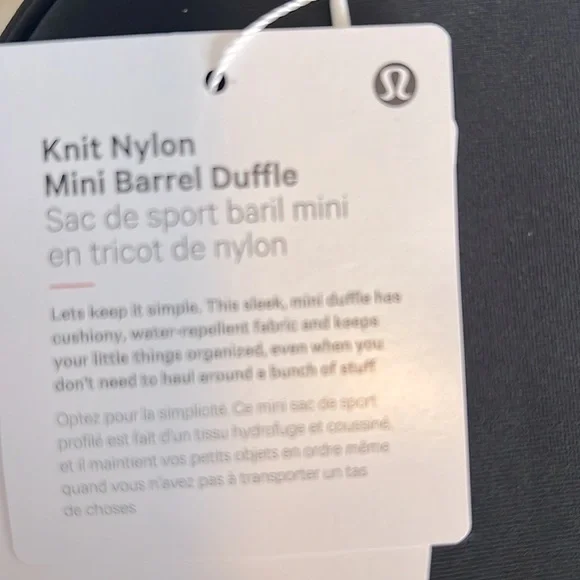 Knit Nylon
Mini Barrel Duffle
Sac de sport baril mini
en tricot de nylon
Lets keep it simple. This sleek, mini duffle has
cushiony, water-repellent fabric and keeps
your little things organized, even when you
don't need to haul around a bunch of stuff
Optez pour la simplicité. Ce mini sac de sport
profilé est fait d'un tissu hydrofuge et coussiné,
et il maintient vos petits objets en ordre même
quand vous n'avez pas à transporter un tas
de choses